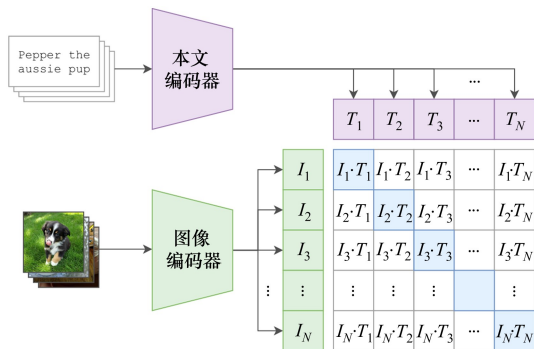 Pepper the
aussie pup
本文
编码器
...
T1 T2 T3 ... TN
I1 I1·T1 I1·T2 I1·T3 ... I1·TN
I2 I2·T1 I2·T2 I2·T3 ... I2·TN
图像
编码器
I3 I3·T1 I3·T2 I3·T3 ... I3·TN
⋮ ⋮ ⋮ ⋮ ⋮ ⋮
IN IN·T1 IN·T2 IN·T3 ... IN·TN